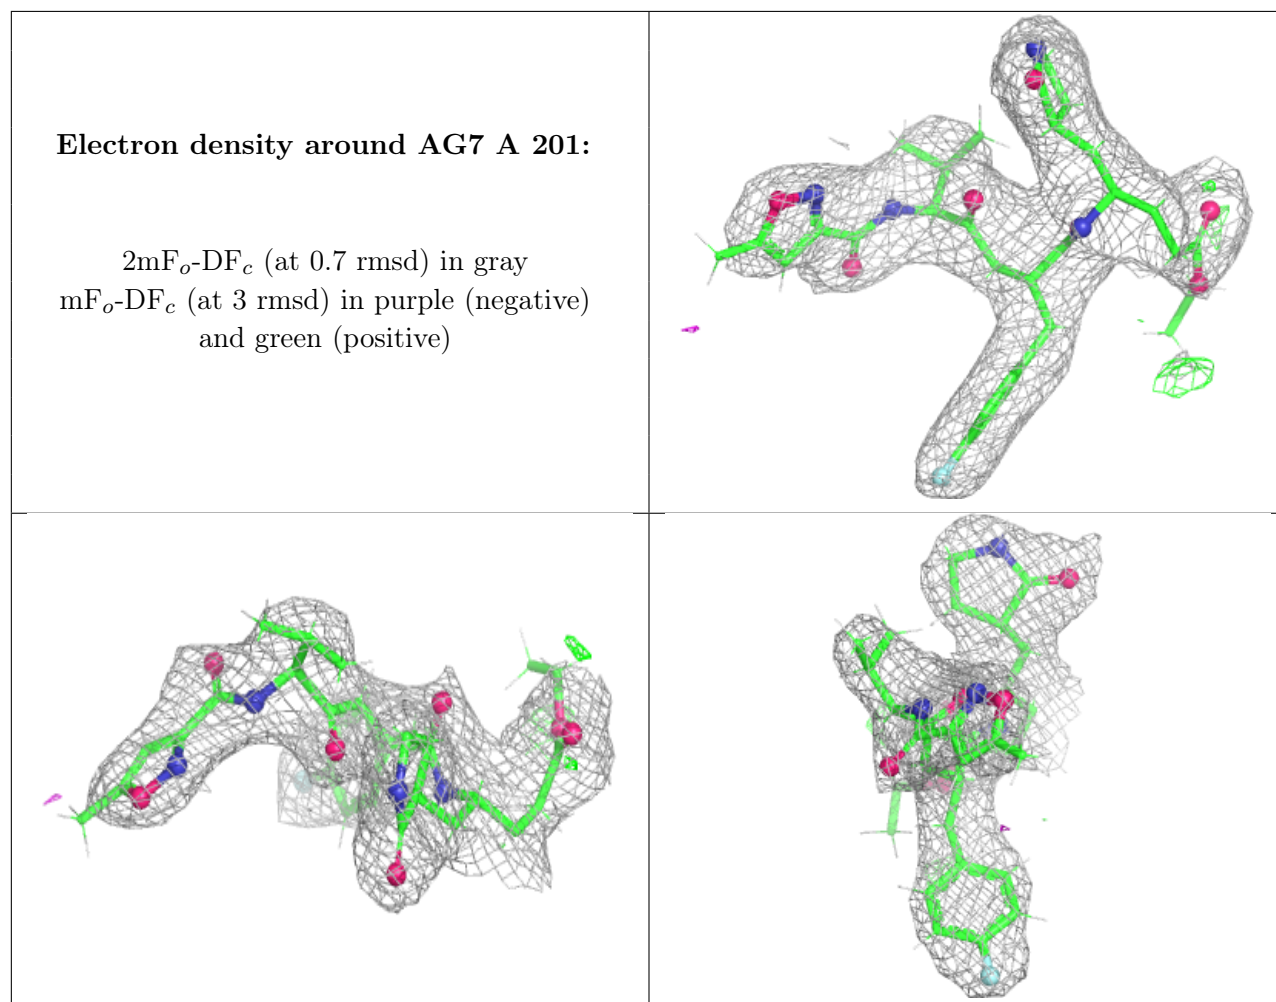 Electron density around AG7 A 201:
2mFo-DFc (at 0.7 rmsd) in gray
mFo-DFc (at 3 rmsd) in purple (negative)
and green (positive)